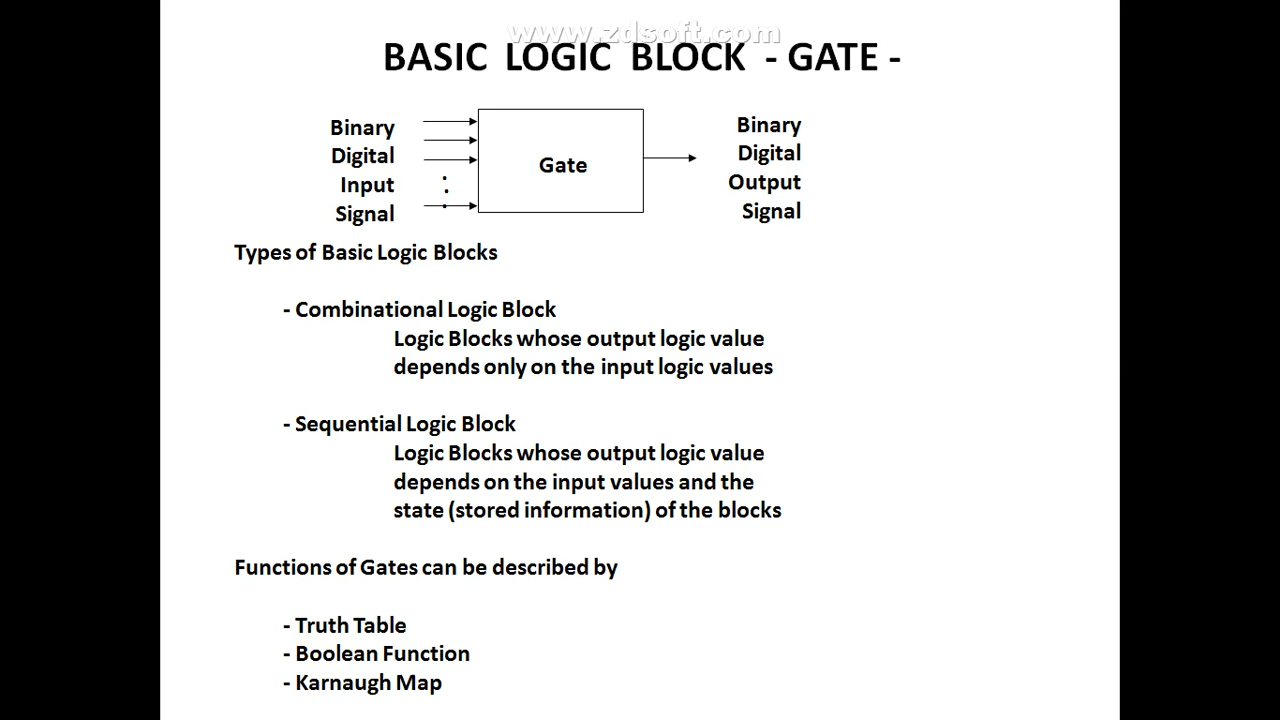 www.zdsoft.com
BASIC LOGIC BLOCK - GATE -
Binary
Digital
Input
Signal
Gate
Binary
Digital
Output
Signal
Types of Basic Logic Blocks
- Combinational Logic Block
Logic Blocks whose output logic value
depends only on the input logic values
- Sequential Logic Block
Logic Blocks whose output logic value
depends on the input values and the
state (stored information) of the blocks
Functions of Gates can be described by
- Truth Table
- Boolean Function
- Karnaugh Map